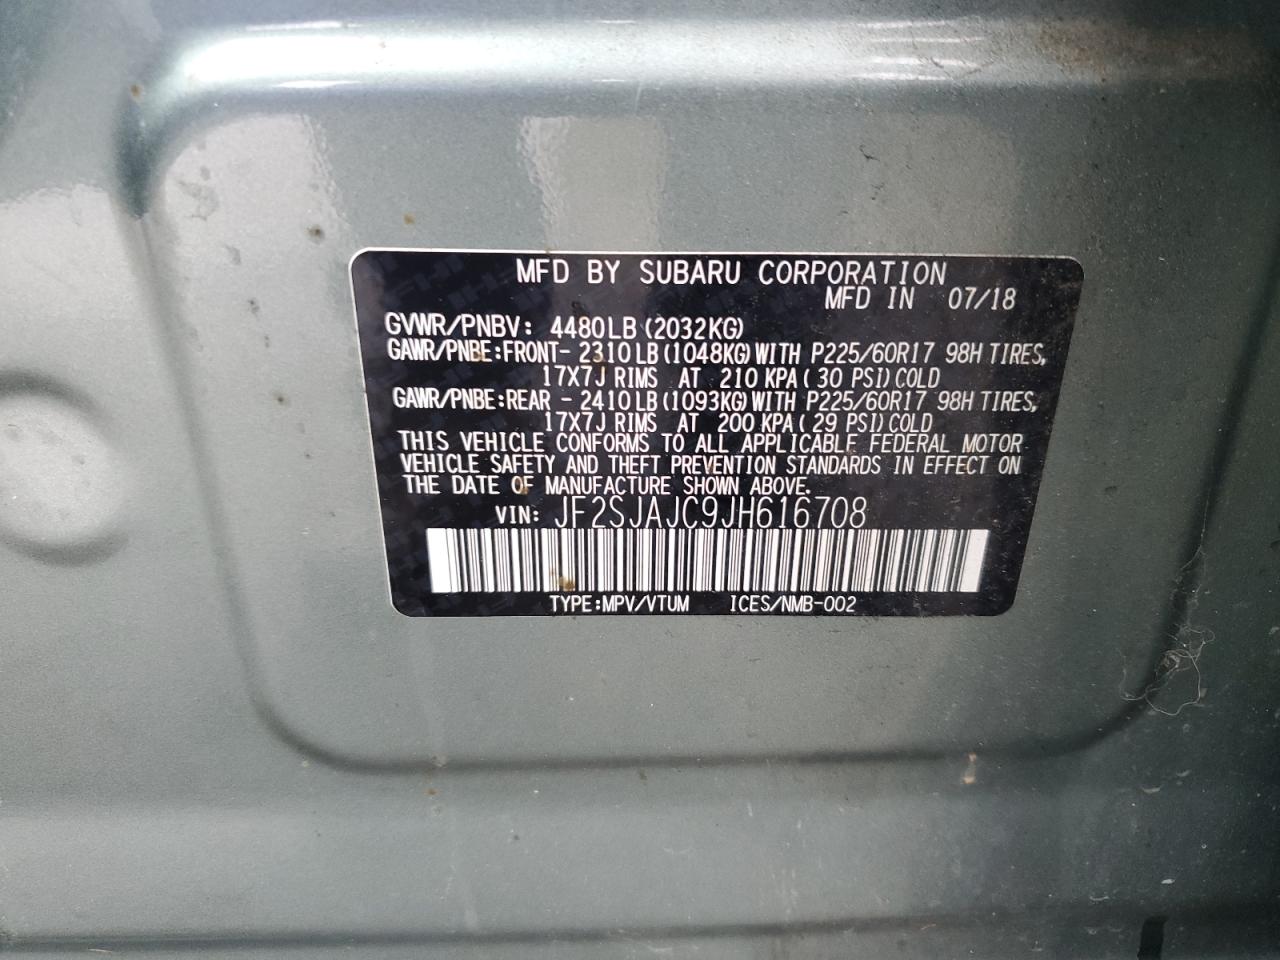 MFD BY SUBARU CORPORATION
MFD IN 07/18
GVWR/PNBV: 4480LB(2032KG)
GAWR/PNBE:FRONT- 2310LB(1048KG)WITH P225/60R17 98H TIRES,
17X7J RIMS AT 210 KPA(30 PSI)COLD
GAWR/PNBE:REAR - 2410LB(1093KG)WITH P225/60R17 98H TIRES,
17X7J RIMS AT 200 KPA(29 PSI)COLD
THIS VEHICLE CONFORMS TO ALL APPLICABLE FEDERAL MOTOR
VEHICLE SAFETY AND THEFT PREVENTION STANDARDS IN EFFECT ON
THE DATE OF MANUFACTURE SHOWN ABOVE.
VIN: JF2SJAJC9JH616708
TYPE:MPV/VTUM ICES/NMB-002